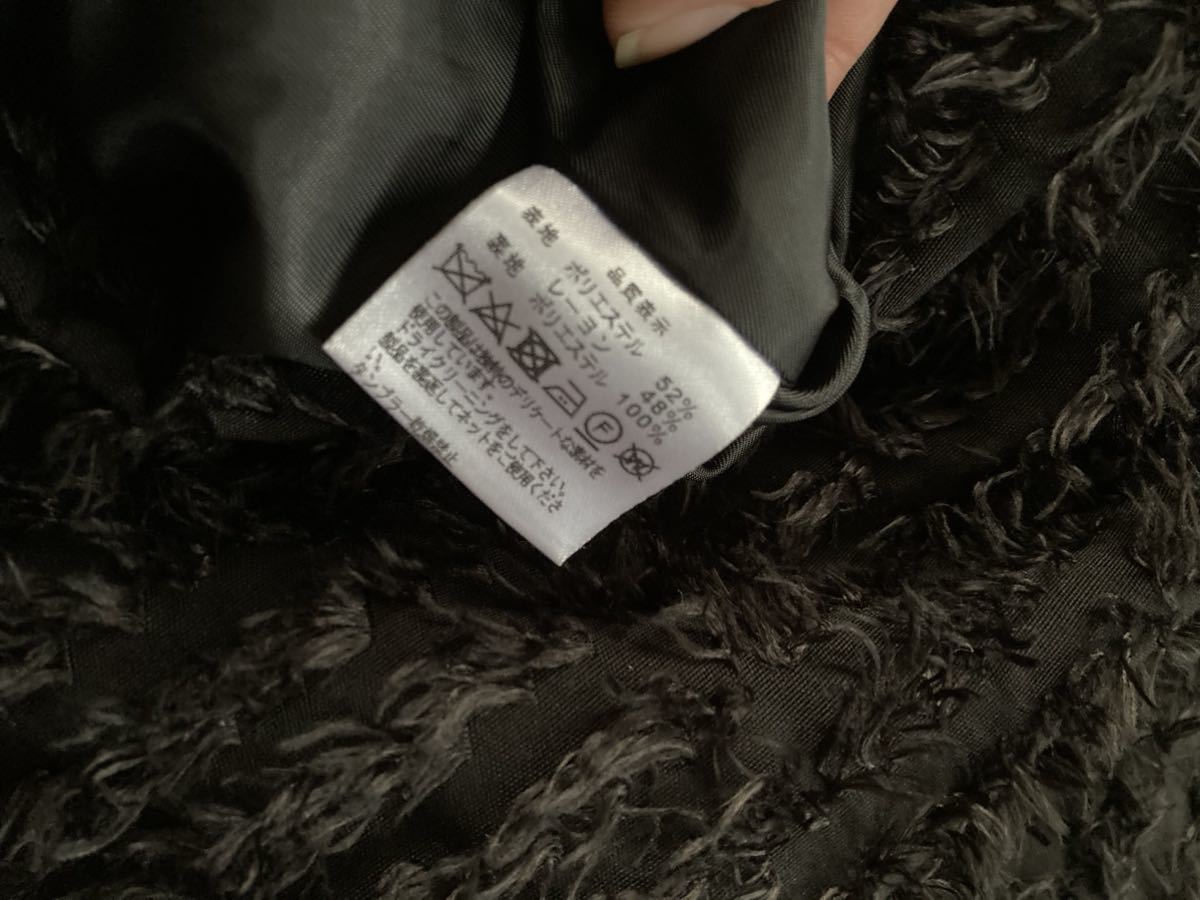 品質表示
表地 ポリエステル 52%
レーヨン 48%
裏地 ポリエステル 100%
F
この製品は機物のデリケートな素材を
使用しています。
ドライクリーニングをして下さい。
製品を裏返してネットをご使用くださ
い。
タンブラー乾燥禁止